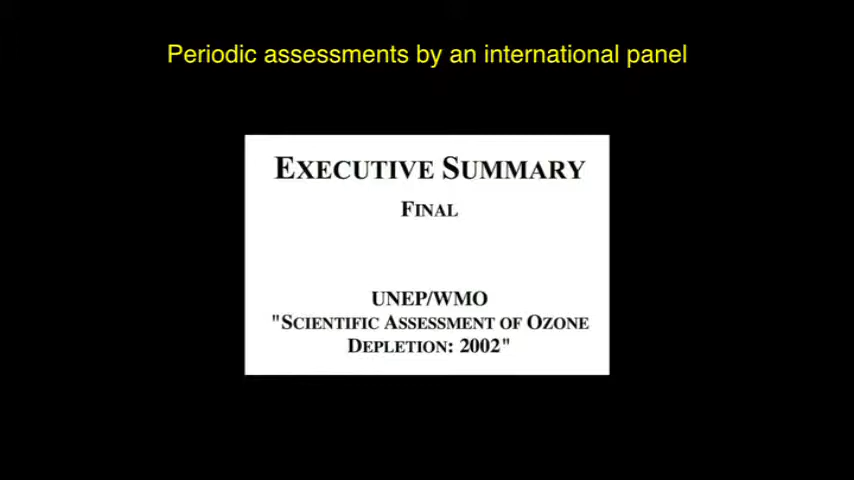 Periodic assessments by an international panel
EXECUTIVE SUMMARY
FINAL
UNEP/WMO
"SCIENTIFIC ASSESSMENT OF OZONE
DEPLETION: 2002"